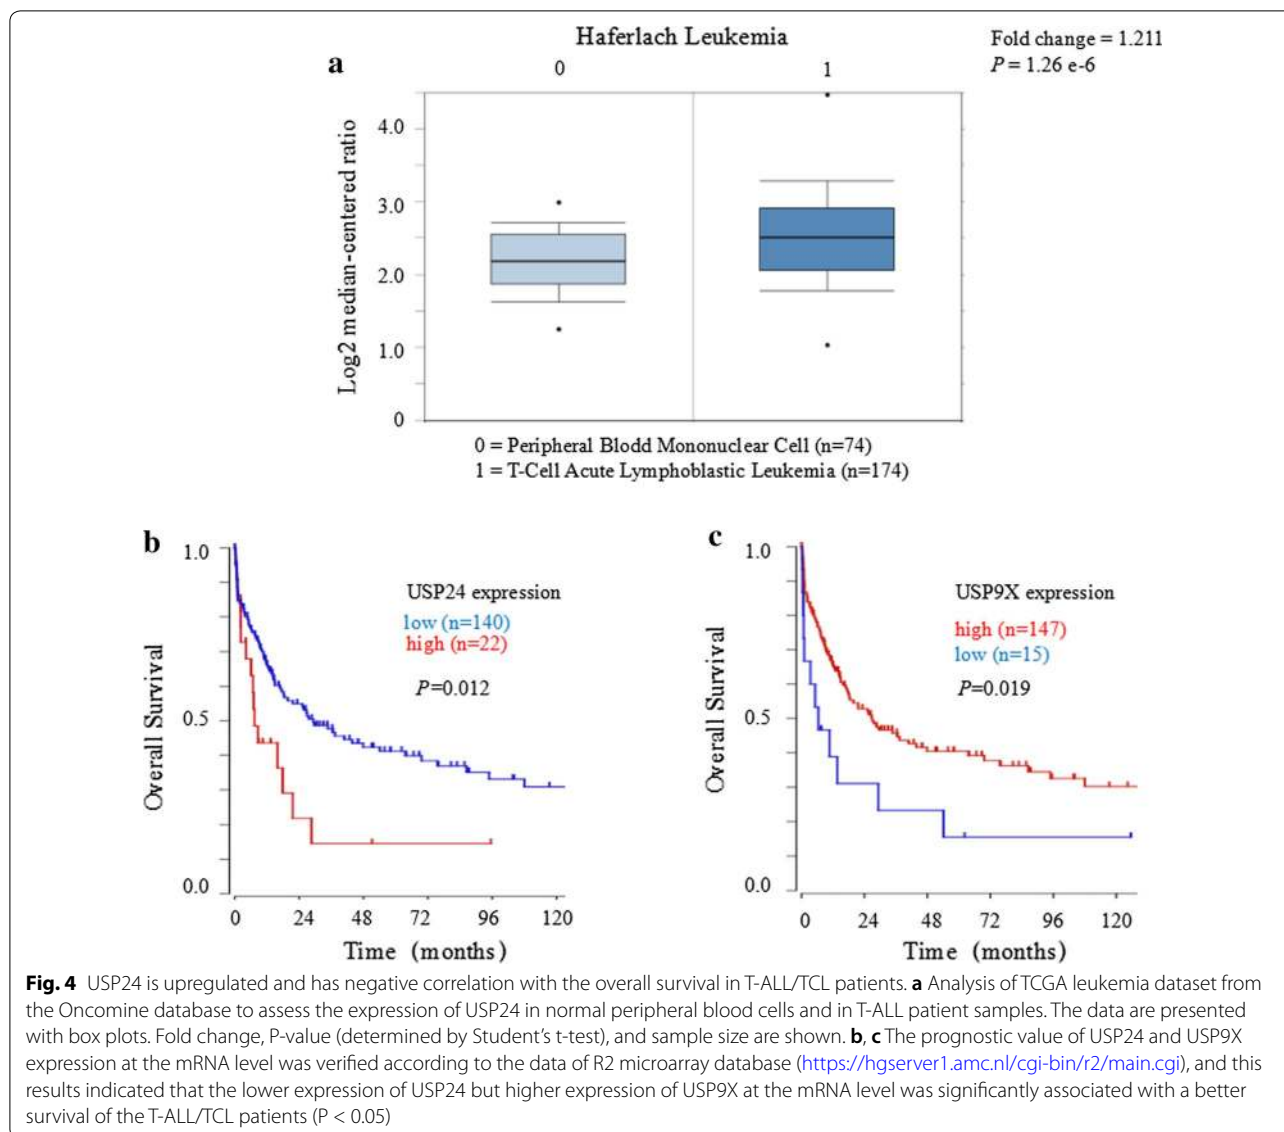 Haferlach Leukemia
Fold change = 1.211
P = 1.26 e-6
a
0
1
Log2 median-centered ratio
4.0
3.0
2.0
1.0
0
0 = Peripheral Blodd Mononuclear Cell (n=74)
1 = T-Cell Acute Lymphoblastic Leukemia (n=174)
b
Overall Survival
1.0
0.5
0.0
USP24 expression
low (n=140)
high (n=22)
P=0.012
0 24 48 72 96 120
Time (months)
c
Overall Survival
1.0
0.5
0.0
USP9X expression
high (n=147)
low (n=15)
P=0.019
0 24 48 72 96 120
Time (months)
Fig. 4 USP24 is upregulated and has negative correlation with the overall survival in T-ALL/TCL patients. a Analysis of TCGA leukemia dataset from
the Oncomine database to assess the expression of USP24 in normal peripheral blood cells and in T-ALL patient samples. The data are presented
with box plots. Fold change, P-value (determined by Student's t-test), and sample size are shown. b, c The prognostic value of USP24 and USP9X
expression at the mRNA level was verified according to the data of R2 microarray database (https://hgserver1.amc.nl/cgi-bin/r2/main.cgi), and this
results indicated that the lower expression of USP24 but higher expression of USP9X at the mRNA level was significantly associated with a better
survival of the T-ALL/TCL patients (P < 0.05)